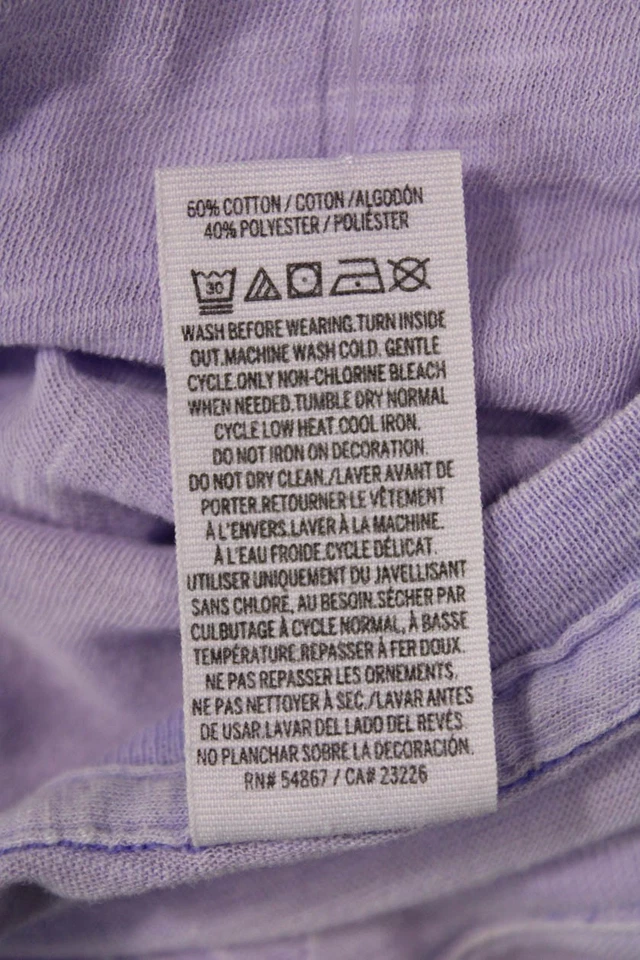 60% COTTON / COTON /ALGODÓN
40% POLYESTER / POLIÉSTER
30
WASH BEFORE WEARING.TURN INSIDE
OUT.MACHINE WASH COLD. GENTLE
CYCLE.ONLY NON-CHLORINE BLEACH
WHEN NEEDED.TUMBLE DRY NORMAL
CYCLE LOW HEAT.COOL IRON.
DO NOT IRON ON DECORATION.
DO NOT DRY CLEAN./LAVER AVANT DE
PORTER.RETOURNER LE VÊTEMENT
À L'ENVERS.LAVER À LA MACHINE.
À L'EAU FROIDE.CYCLE DÉLICAT.
UTILISER UNIQUEMENT DU JAVELLISANT
SANS CHLORE, AU BESOIN.SÉCHER PAR
CULBUTAGE À CYCLE NORMAL, À BASSE
TEMPÉRATURE.REPASSER À FER DOUX.
NE PAS REPASSER LES ORNEMENTS.
NE PAS NETTOYER À SEC./LAVAR ANTES
DE USAR.LAVAR DEL LADO DEL REVÉS.
NO PLANCHAR SOBRE LA DECORACIÓN.
RN# 54867 / CA# 23226